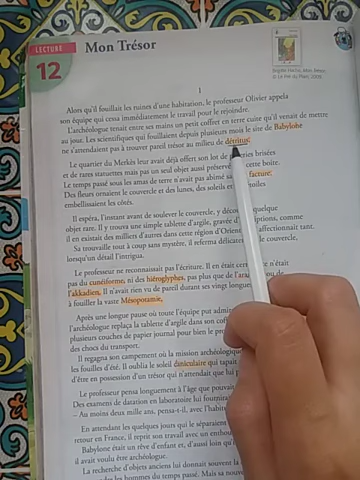 LECTURE
12
Mon Trésor
Brigitte
1
Alors qu'il fouillait les ruines d'une habitation, le professeur Olivier appela
son équipe qui cessa immédiatement le travail pour le rejoindre.
L'archéologue tenait entre ses mains un petit coffret en terre cuite qu'il venait de mettre
au jour. Les scientifiques qui fouillaient depuis plusieurs mois le site de Babylone
ne s'attendaient pas à trouver pareil trésor au milieu de détritus.
Le quartier du Merkès leur avait déjà offert son lot de brisées
et de rares statuettes mais pas un seul objet aussi préservé cette boîte.
Le temps passé sous les amas de terre n'avait pas abîmé sa facture.
Des fleurs ornaient le couvercle et des lunes, des soleils et
embellissaient les côtés.
Il espéra, l'instant avant de soulever le couvercle, y découvrir
objet rare. Il y trouva une simple tablette d'argile, gravée comme
il en existait des milliers d'autres dans cette région d'Orient affectionnait tant.
Sa trouvaille tout à coup sans mystère, il referma délicatement le couvercle,
lorsqu'un détail l'intrigua.
Le professeur ne reconnaissait pas l'écriture. Il en était certain n'était
pas du cunéiforme, ni des hiéroglyphes, pas plus que de l' ou de
l'akkadien. Il n'avait rien vu de pareil durant ses vingt longues
à fouiller la vaste Mésopotamie.
Après une longue pause où toute l'équipe put
l'archéologue replaça la tablette d'argile dans son
plusieurs couches de papier journal pour bien le
des chocs du transport.
Il regagna son campement où la mission
les fouilles d'été. Il oublia le soleil daniculaire qui tapait
d'être en possession d'un trésor qui n'attendait que lui
Le professeur pensa longuement à l'âge que pouvait
Des examens de datation en laboratoire lui
– Au moins deux mille ans, pensa-t-il, avec
En attendant les quelques jours qui le séparaient
retour en France, il reprit son travail avec un
Babylone était un rêve d'enfant et, d'aussi loin qu'il
il avait voulu être archéologue.
La recherche d'objets anciens lui donnait souvent la
des hommes du temps passé. Mais sa